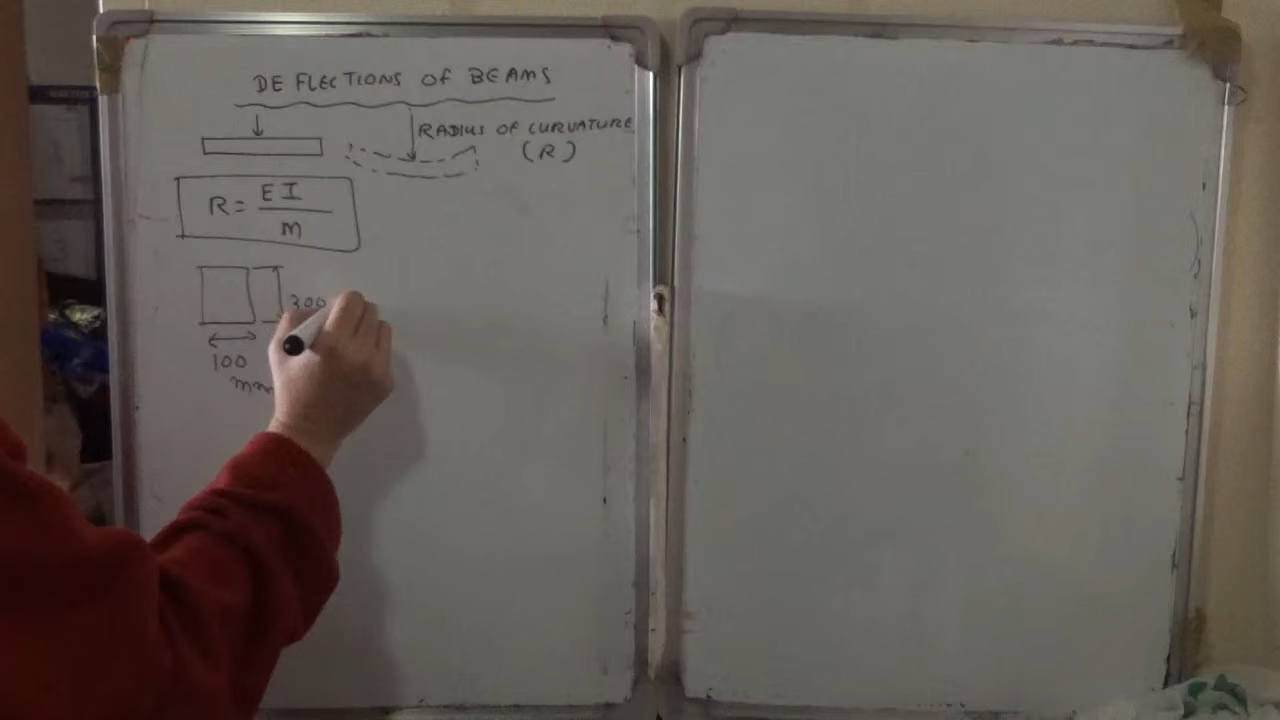 DEFLECTIONS OF BEAMS
RADIUS OF CURVATURE
(R)
R = EI
m
300
100
mm